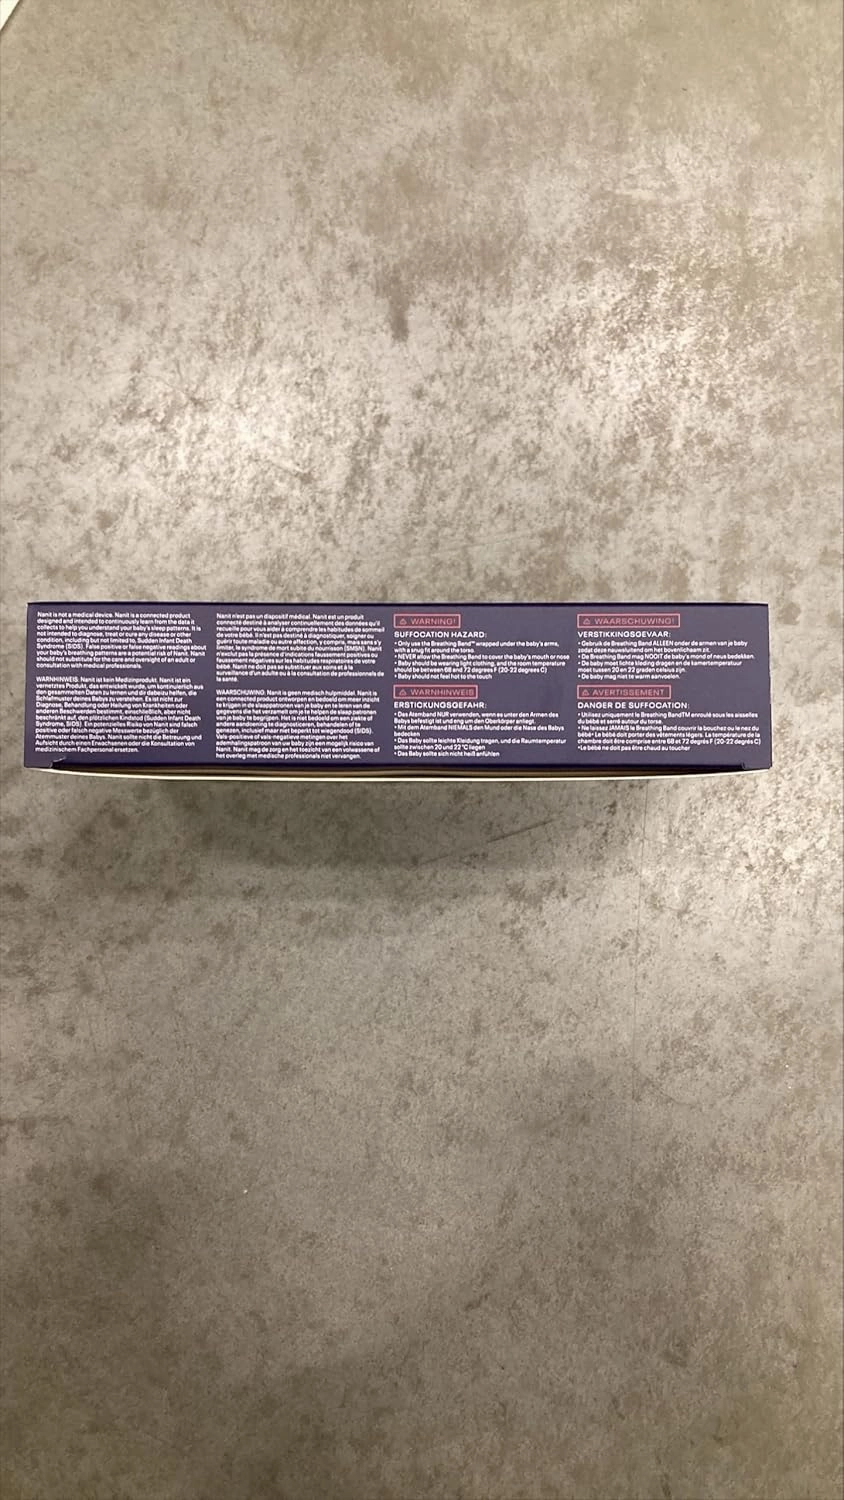 Nanit is not a medical device. Nanit is a connected product
designed and intended to continuously learn from the data it
collects to help you understand your baby's sleep patterns. It is
not intended to diagnose, treat or cure any disease or other
condition, including but not limited to, Sudden Infant Death
Syndrome (SIDS). False positive or false negative readings about
your baby's breathing patterns are a potential risk of Nanit. Nanit
should not substitute for the care and oversight of an adult or
consultation with medical professionals.
WARNHINWEIS: Nanit ist kein Medizinprodukt. Nanit ist ein
vernetztes Produkt, das entwickelt wurde, um kontinuierlich aus
den gesammelten Daten zu lernen und dir dabei zu helfen, die
Schlafmuster deines Babys zu verstehen. Es ist nicht zur
Diagnose, Behandlung oder Heilung von Krankheiten oder
anderen Beschwerden bestimmt, einschließlich, aber nicht
beschränkt auf, den plötzlichen Kindstod (Sudden Infant Death
Syndrome, SIDS). Ein potenzielles Risiko von Nanit sind falsch
positive oder falsch negative Messwerte bezüglich der
Atemmuster deines Babys. Nanit sollte nicht die Betreuung und
Aufsicht durch einen Erwachsenen oder die Konsultation von
medizinischem Fachpersonal ersetzen.
Nanit n'est pas un dispositif médical. Nanit est un produit
connecté destiné à analyser continuellement des données qu'il
recueille pour vous aider à comprendre les habitudes de sommeil
de votre bébé. Il n'est pas destiné à diagnostiquer, soigner ou
guérir toute maladie ou autre affection, y compris, mais sans s'y
limiter, le syndrome de mort subite du nourrisson (SMSN). Nanit
n'exclut pas la présence d'indications faussement positives ou
faussement négatives sur les habitudes respiratoires de votre
bébé. Nanit ne doit pas se substituer aux soins et à la
surveillance d'un adulte ou à la consultation de professionnels de
la santé.
WAARSCHUWING: Nanit is geen medisch hulpmiddel. Nanit is
een connected product ontworpen en bedoeld om meer inzicht
te krijgen in de slaappatronen van je baby en te leren van de
gegevens die het verzamelt om je te helpen de slaap patronen
van je baby te begrijpen. Het is niet bedoeld om een ziekte of
andere aandoening te diagnosticeren, behandelen of te
genezen, inclusief maar niet beperkt tot wiegendood (SIDS).
Vals-positieve of vals-negatieve metingen over het
ademhalingspatroon van uw baby zijn een mogelijk risico van
Nanit. Nanit mag de zorg en het toezicht van een volwassene of
het overleg met medische professionals niet vervangen.
⚠ WARNING!
SUFFOCATION HAZARD:
• Only use the Breathing Band™ wrapped under the baby's arms,
with a snug fit around the torso.
• NEVER allow the Breathing Band to cover the baby's mouth or nose
• Baby should be wearing light clothing, and the room temperature
should be between 68 and 72 degrees F (20-22 degrees C)
• Baby should not feel hot to the touch
⚠ WARNHINWEIS
ERSTICKUNGSGEFAHR:
• Das Atemband NUR verwenden, wenn es unter den Armen des
Babys befestigt ist und eng um den Oberkörper anliegt.
• Mit dem Atemband NIEMALS den Mund oder die Nase des Babys
bedecken
• Das Baby sollte leichte Kleidung tragen, und die Raumtemperatur
sollte zwischen 20 und 22 °C liegen
• Das Baby sollte sich nicht heiß anfühlen
⚠ WAARSCHUWING!
VERSTIKKINGSGEVAAR:
• Gebruik de Breathing Band ALLEEN onder de armen van je baby
zodat deze nauwsluitend om het bovenlichaam zit.
• De Breathing Band mag NOOIT de baby's mond of neus bedekken.
• De baby moet lichte kleding dragen en de kamertemperatuur
moet tussen 20 en 22 graden celsius zijn.
• De baby mag niet te warm aanvoelen.
⚠ AVERTISSEMENT
DANGER DE SUFFOCATION:
• Utilisez uniquement le Breathing BandTM enroulé sous les aisselles
du bébé et serré autour du torse.
•Ne laissez JAMAIS le Breathing Band couvrir la bouche ou le nez du
bébé• Le bébé doit porter des vêtements légers. La température de la
chambre doit être comprise entre 68 et 72 degrés F (20-22 degrés C)
•Le bébé ne doit pas être chaud au toucher